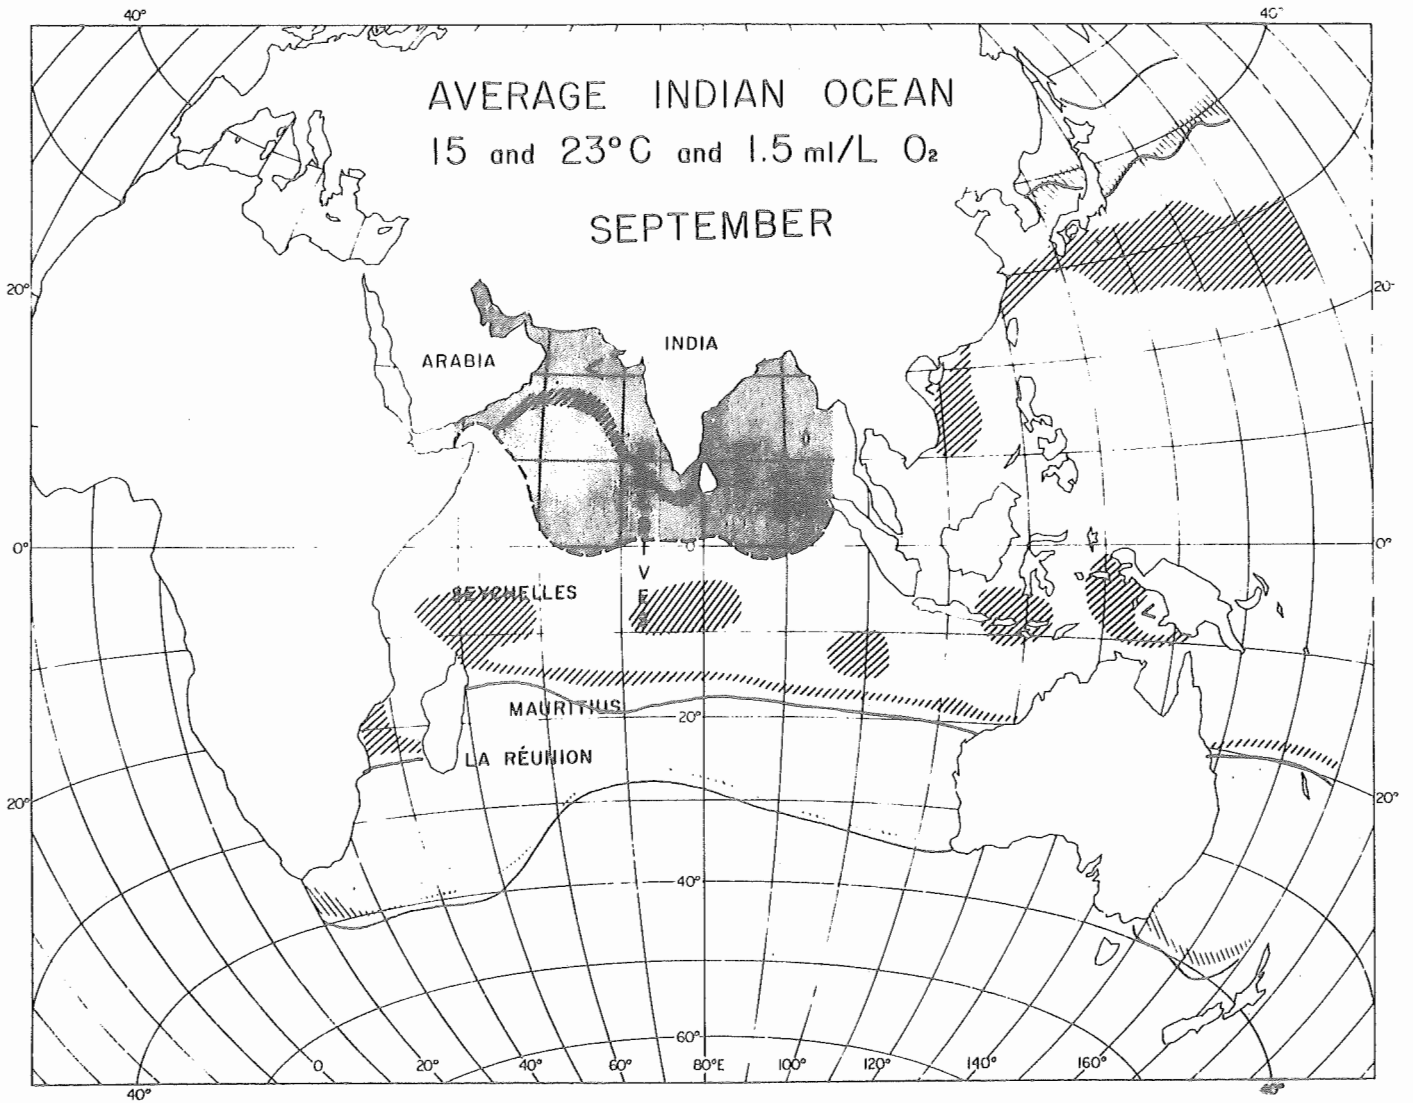 40° 40°
AVERAGE INDIAN OCEAN
15 and 23°C and 1.5 ml/L O₂
SEPTEMBER
20° 20°
INDIA
ARABIA
0° 0 0°
V
E
SEYCHELLES
<
MAURITIUS
20°
LA RÉUNION
20° 20°
40°
60°
0 20° 40° 60° 80°E 100° 120° 140° 160°
40° 40°